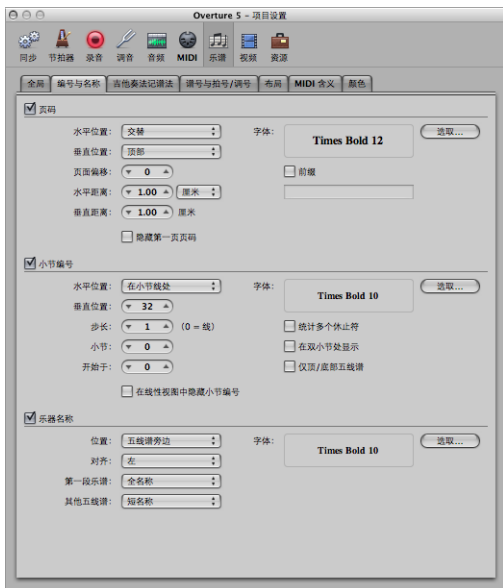 Overture 5 - 项目设置
同步 节拍器 录音 调音 音频 MIDI 乐谱 视频 资源
全局 编号与名称 吉他奏法记谱法 谱号与拍号/调号 布局 MIDI 含义 颜色
页码
水平位置: 交替 字体: Times Bold 12 选取...
垂直位置: 顶部
页面偏移: 0 前缀
水平距离: 1.00 厘米
垂直距离: 1.00 厘米
隐藏第一页页码
小节编号
水平位置: 在小节线处 字体: Times Bold 10 选取...
垂直位置: 32
步长: 1 (0 = 线) 统计多个休止符
小节: 0 在双小节处显示
开始于: 0 仅顶/底部五线谱
在线性视图中隐藏小节编号
乐器名称
位置: 五线谱旁边 字体: Times Bold 10 选取...
对齐: 左
第一段乐谱: 全名称
其他五线谱: 短名称